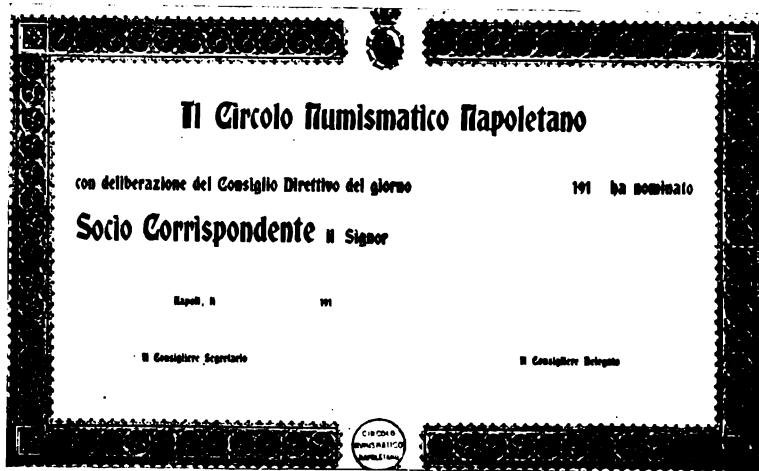 Il Circolo Numismatico Napoletano
con deliberazione del Consiglio Direttivo del giorno 191 ha nominato
Socio Corrispondente il Signor
Napoli, il 191
Il Consigliere Segretario Il Consigliere Delegato
CIRCOLO
NUMISMATICO
NAPOLETANO